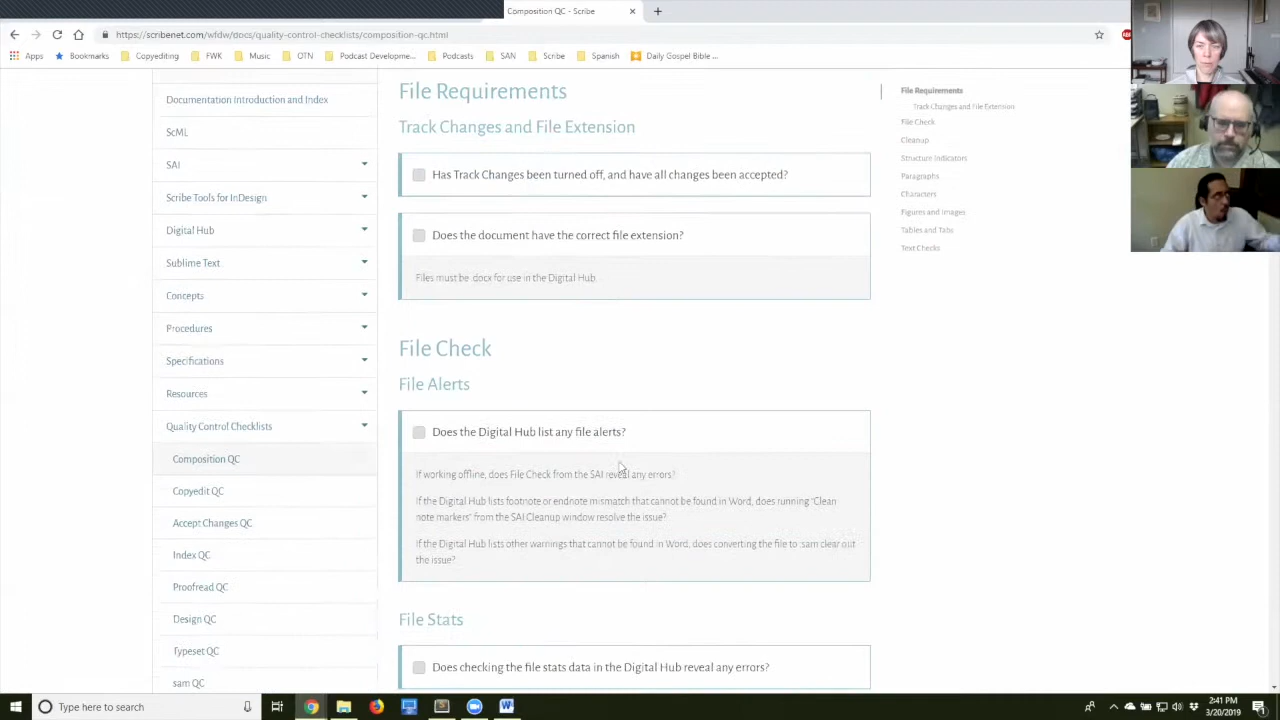 Composition QC - Scribe
https://scribenet.com/wfdw/docs/quality-control-checklists/composition-qc.html
Apps Bookmarks Copyediting FWK Music OTN Podcast Developme... Podcasts SAN Scribe Spanish Daily Gospel Bible ...
Documentation Introduction and Index
ScML
SAI
Scribe Tools for InDesign
Digital Hub
Sublime Text
Concepts
Procedures
Specifications
Resources
Quality Control Checklists
Composition QC
Copyedit QC
Accept Changes QC
Index QC
Proofread QC
Design QC
Typeset QC
sam QC
File Requirements
Track Changes and File Extension
Has Track Changes been turned off, and have all changes been accepted?
Does the document have the correct file extension?
Files must be .docx for use in the Digital Hub.
File Check
File Alerts
Does the Digital Hub list any file alerts?
If working offline, does File Check from the SAI reveal any errors?
If the Digital Hub lists footnote or endnote mismatch that cannot be found in Word, does running "Clean
note markers" from the SAI Cleanup window resolve the issue?
If the Digital Hub lists other warnings that cannot be found in Word, does converting the file to .sam clear out
the issue?
File Stats
Does checking the file stats data in the Digital Hub reveal any errors?
File Requirements
Track Changes and File Extension
File Check
Cleanup
Structure Indicators
Paragraphs
Characters
Figures and Images
Tables and Tabs
Text Checks
Type here to search
2:41 PM
3/20/2019